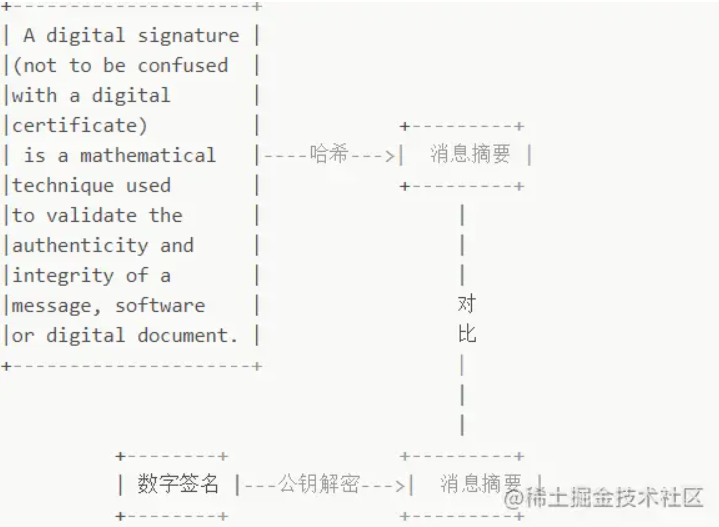 A digital signature
(not to be confused
with a digital
certificate)
is a mathematical
technique used
to validate the
authenticity and
integrity of a
message, software
or digital document.
哈希
消息摘要
对
比
数字签名
公钥解密
消息摘要
@稀土掘金技术社区